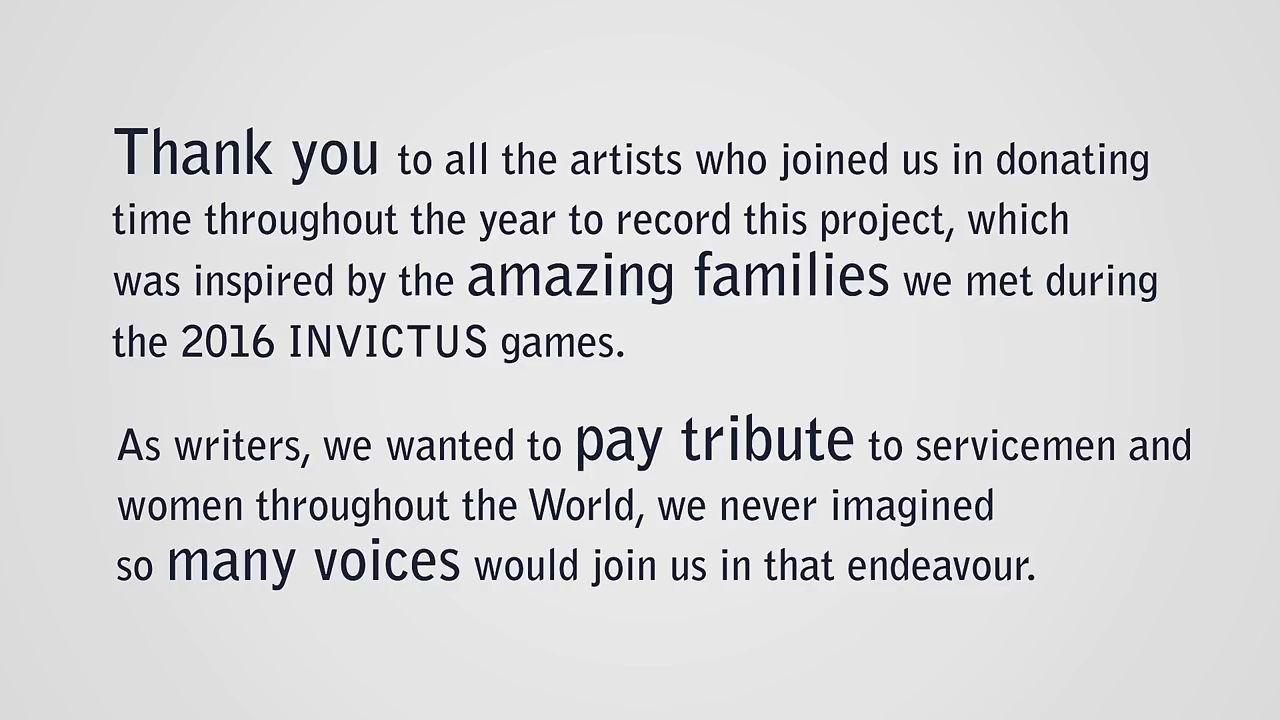 Thank you to all the artists who joined us in donating
time throughout the year to record this project, which
was inspired by the amazing families we met during
the 2016 INVICTUS games.
As writers, we wanted to pay tribute to servicemen and
women throughout the World, we never imagined
so many voices would join us in that endeavour.